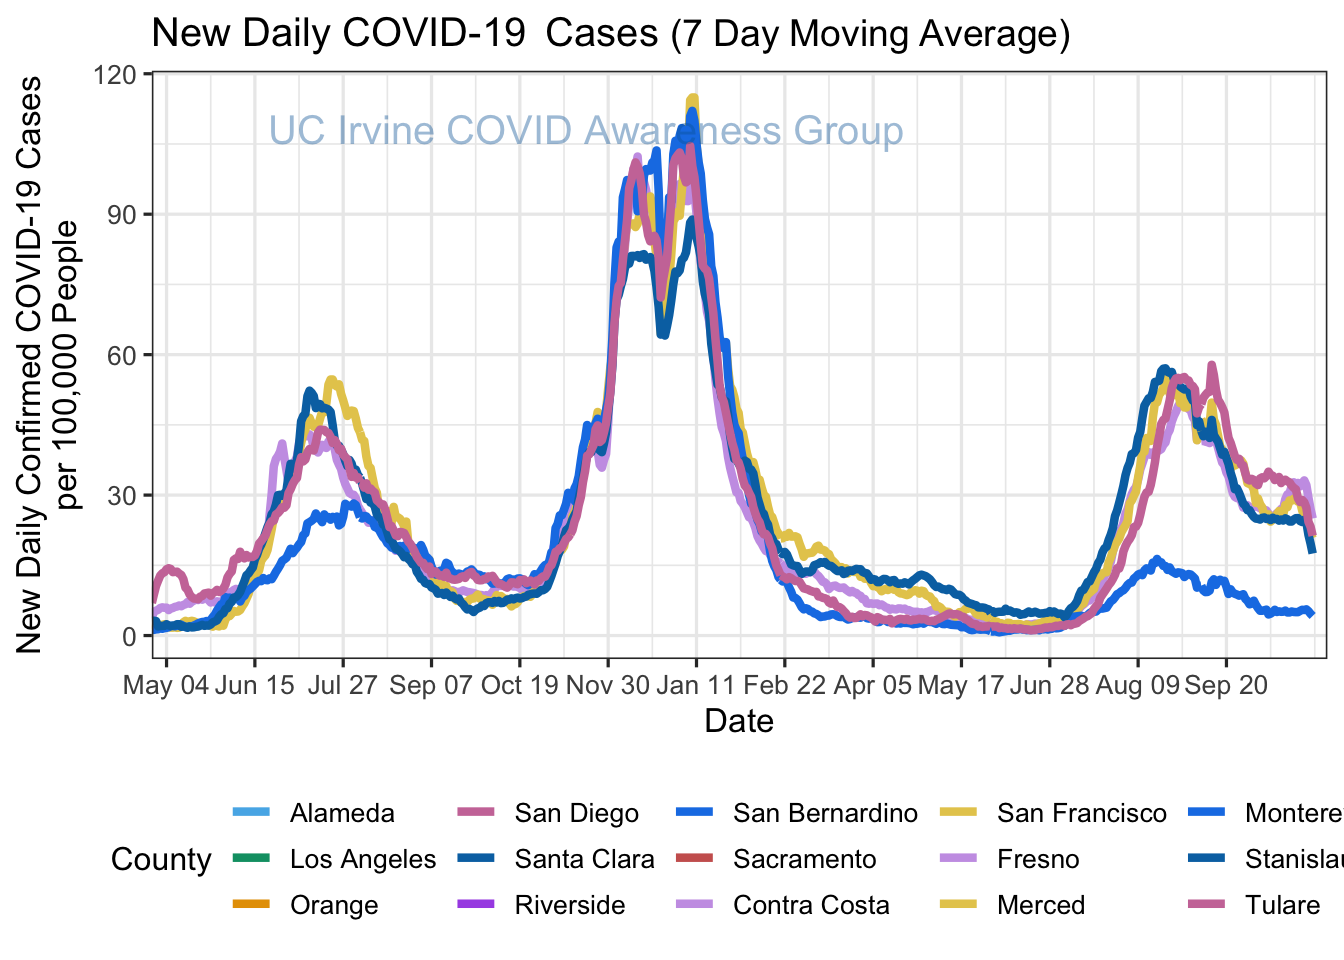 New Daily COVID-19 Cases (7 Day Moving Average)
New Daily Confirmed COVID-19 Cases
per 100,000 People
120
90
60
30
0
UC Irvine COVID Awareness Group
May 04 Jun 15 Jul 27 Sep 07 Oct 19 Nov 30 Jan 11 Feb 22 Apr 05 May 17 Jun 28 Aug 09 Sep 20
Date
County
Alameda San Diego San Bernardino San Francisco Montere
Los Angeles Santa Clara Sacramento Fresno Stanislau
Orange Riverside Contra Costa Merced Tulare